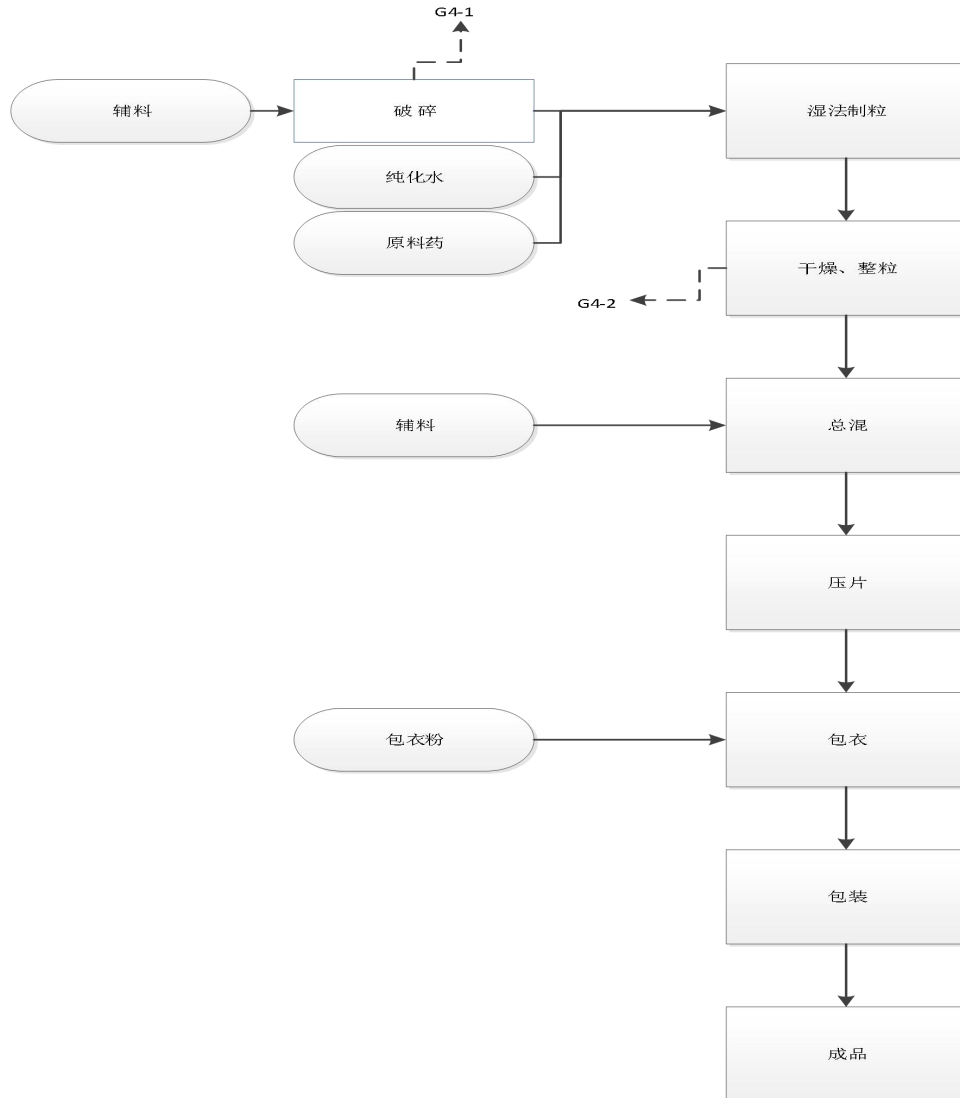 G4-1
辅料
破碎
湿法制粒
纯化水
原料药
干燥、整粒
G4-2
辅料
总混
压片
包衣粉
包衣
包装
成品